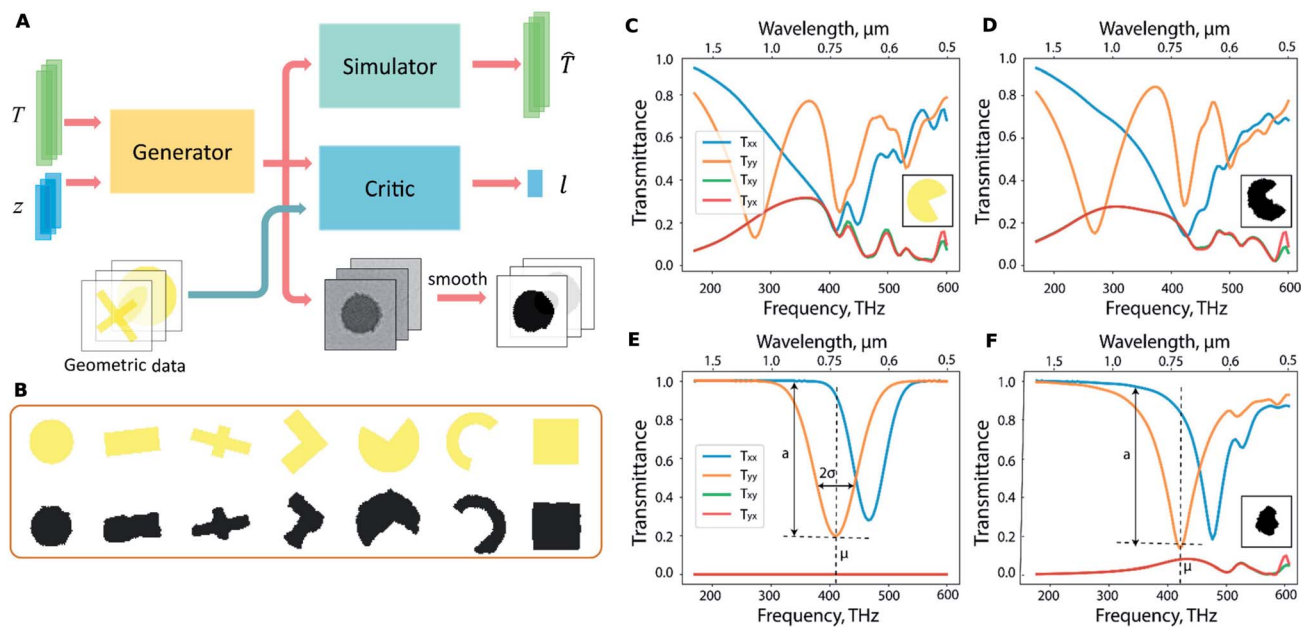 A
T
z
Generator
Simulator
T̂
Critic
l
smooth
Geometric data
B
C
Wavelength, μm
1.5 1.0 0.75 0.6 0.5
Transmittance
1.0
0.8
0.6
0.4
0.2
0.0
Txx
Tyy
Txy
Tyx
200 300 400 500 600
Frequency, THz
D
Wavelength, μm
1.5 1.0 0.75 0.6 0.5
Transmittance
1.0
0.8
0.6
0.4
0.2
0.0
200 300 400 500 600
Frequency, THz
E
Wavelength, μm
1.5 1.0 0.75 0.6 0.5
Transmittance
1.0
0.8
0.6
0.4
0.2
0.0
a
2σ
μ
Txx
Tyy
Txy
Tyx
200 300 400 500 600
Frequency, THz
F
Wavelength, μm
1.5 1.0 0.75 0.6 0.5
Transmittance
1.0
0.8
0.6
0.4
0.2
0.0
a
μ
200 300 400 500 600
Frequency, THz